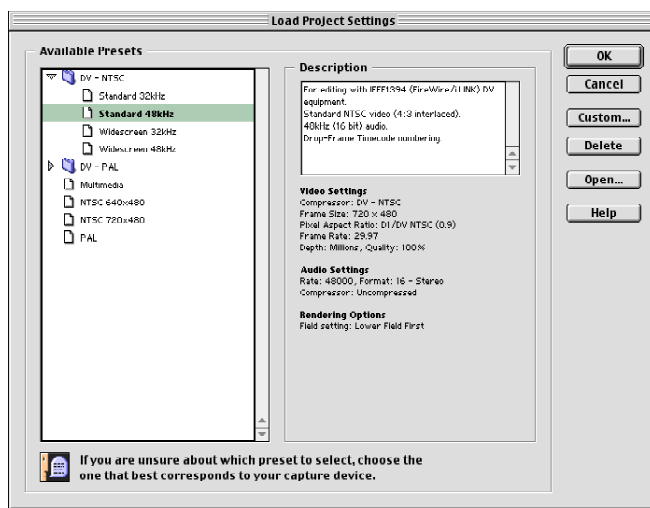 Load Project Settings
Available Presets
DV - NTSC
Standard 32kHz
Standard 48kHz
Widescreen 32kHz
Widescreen 48kHz
DV - PAL
Multimedia
NTSC 640x480
NTSC 720x480
PAL
If you are unsure about which preset to select, choose the
one that best corresponds to your capture device.
Description
For editing with IEEE1394 (FireWire/i.LINK) DV
equipment.
Standard NTSC video (4:3 interlaced).
48kHz (16 bit) audio.
Drop-Frame Timecode numbering.
Video Settings
Compressor: DV - NTSC
Frame Size: 720 x 480
Pixel Aspect Ratio: D1/DV NTSC (0.9)
Frame Rate: 29.97
Depth: Millions, Quality: 100%
Audio Settings
Rate: 48000, Format: 16 - Stereo
Compressor: Uncompressed
Rendering Options
Field setting: Lower Field First
OK
Cancel
Custom...
Delete
Open...
Help